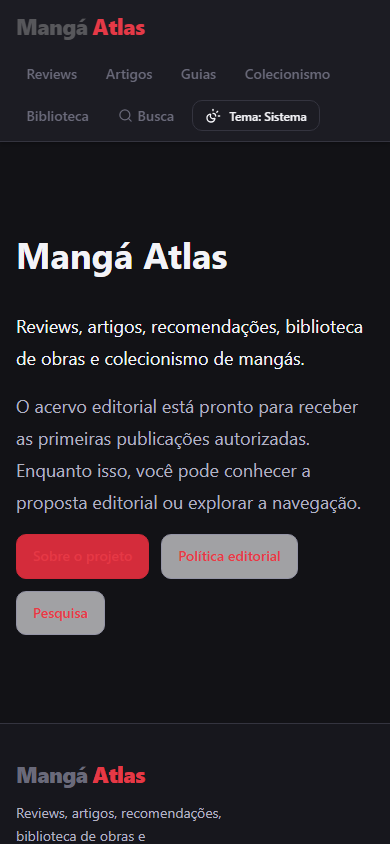 Mangá Atlas
Reviews Artigos Guias Colecionismo
Biblioteca Busca Tema: Sistema
Mangá Atlas
Reviews, artigos, recomendações, biblioteca
de obras e colecionismo de mangás.
O acervo editorial está pronto para receber
as primeiras publicações autorizadas.
Enquanto isso, você pode conhecer a
proposta editorial ou explorar a navegação.
Sobre o projeto Política editorial
Pesquisa
Mangá Atlas
Reviews, artigos, recomendações,
biblioteca de obras e